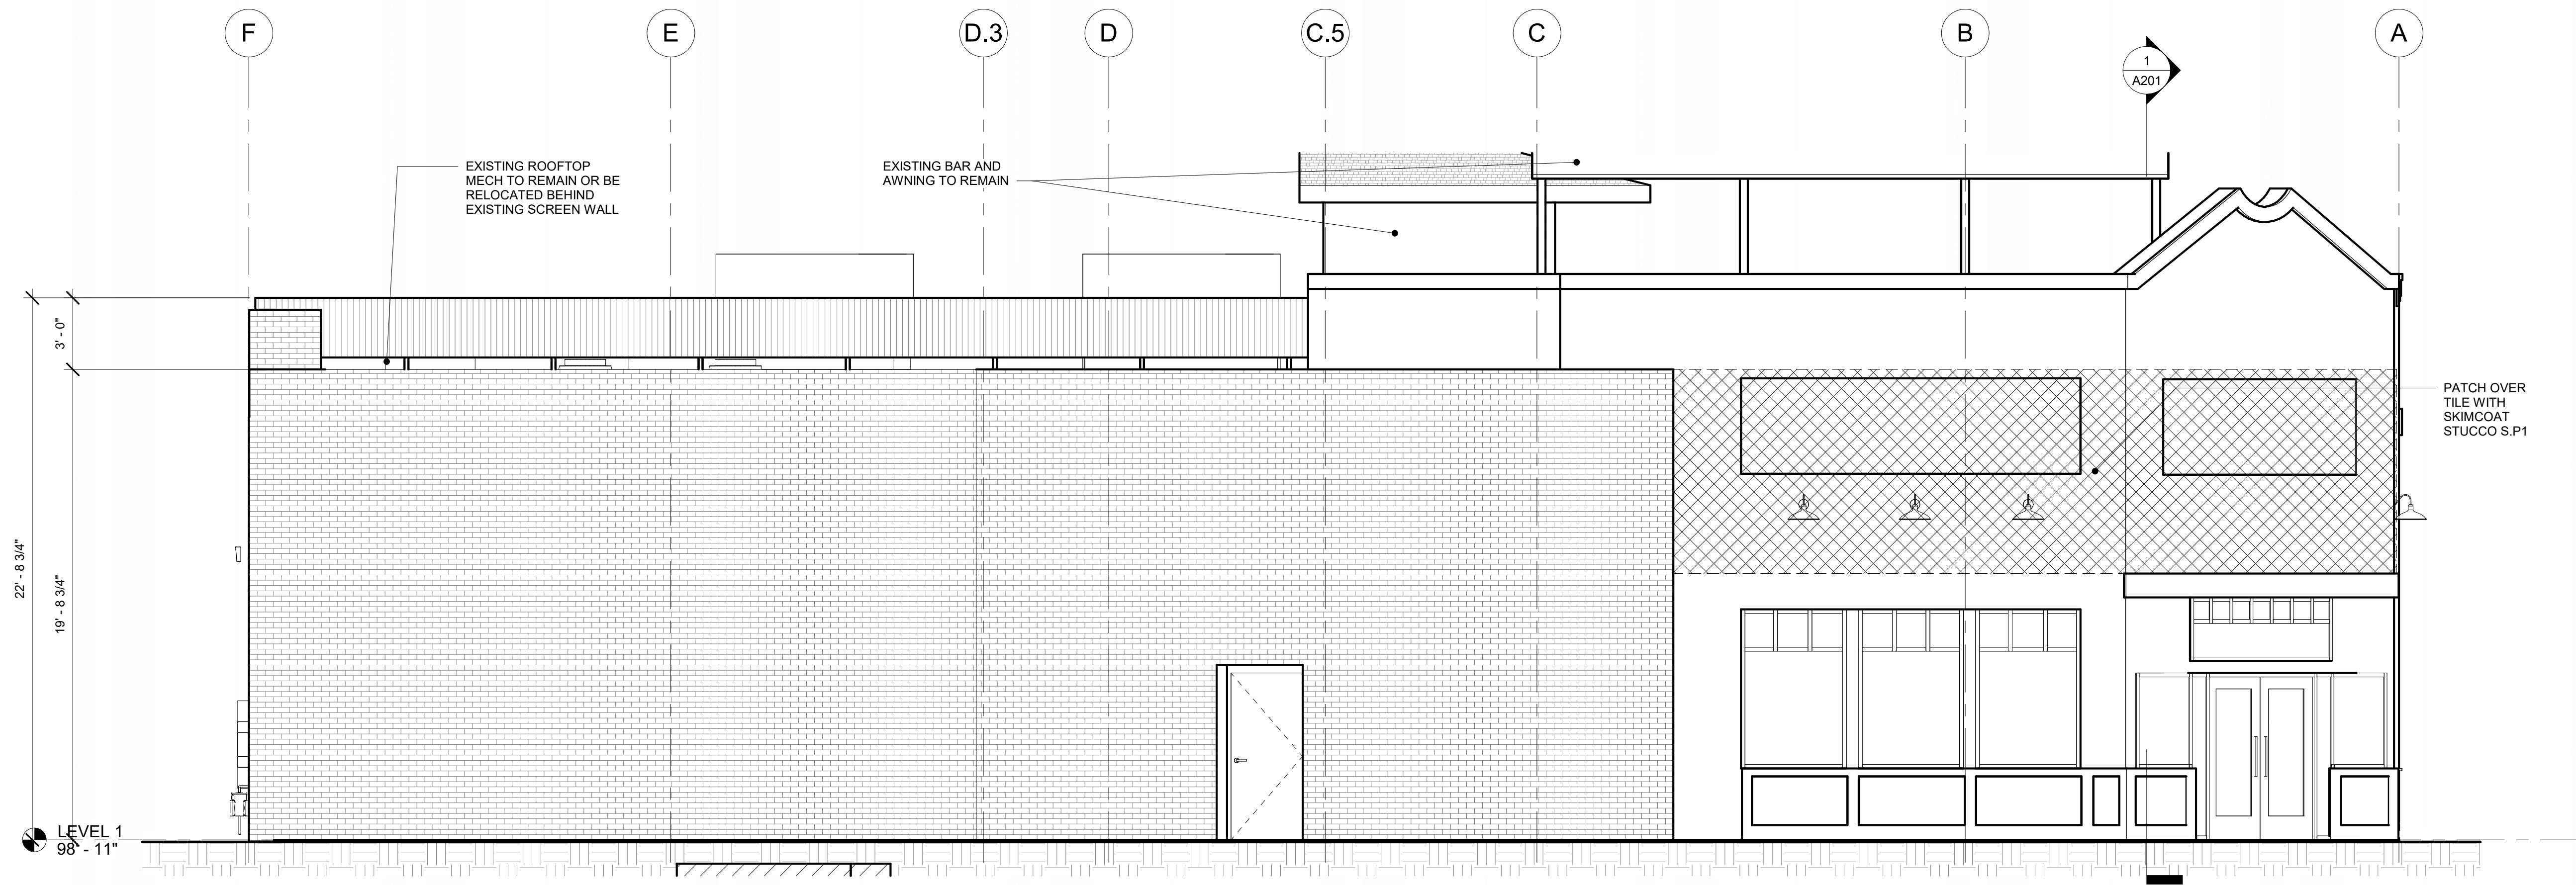 F
E
D.3
D
C.5
C
B
A
1
A201
EXISTING ROOFTOP
MECH TO REMAIN OR BE
RELOCATED BEHIND
EXISTING SCREEN WALL
EXISTING BAR AND
AWNING TO REMAIN
PATCH OVER
TILE WITH
SKIMCOAT
STUCCO S.P1
3' - 0"
22' - 8 3/4"
19' - 8 3/4"
LEVEL 1
98' - 11"